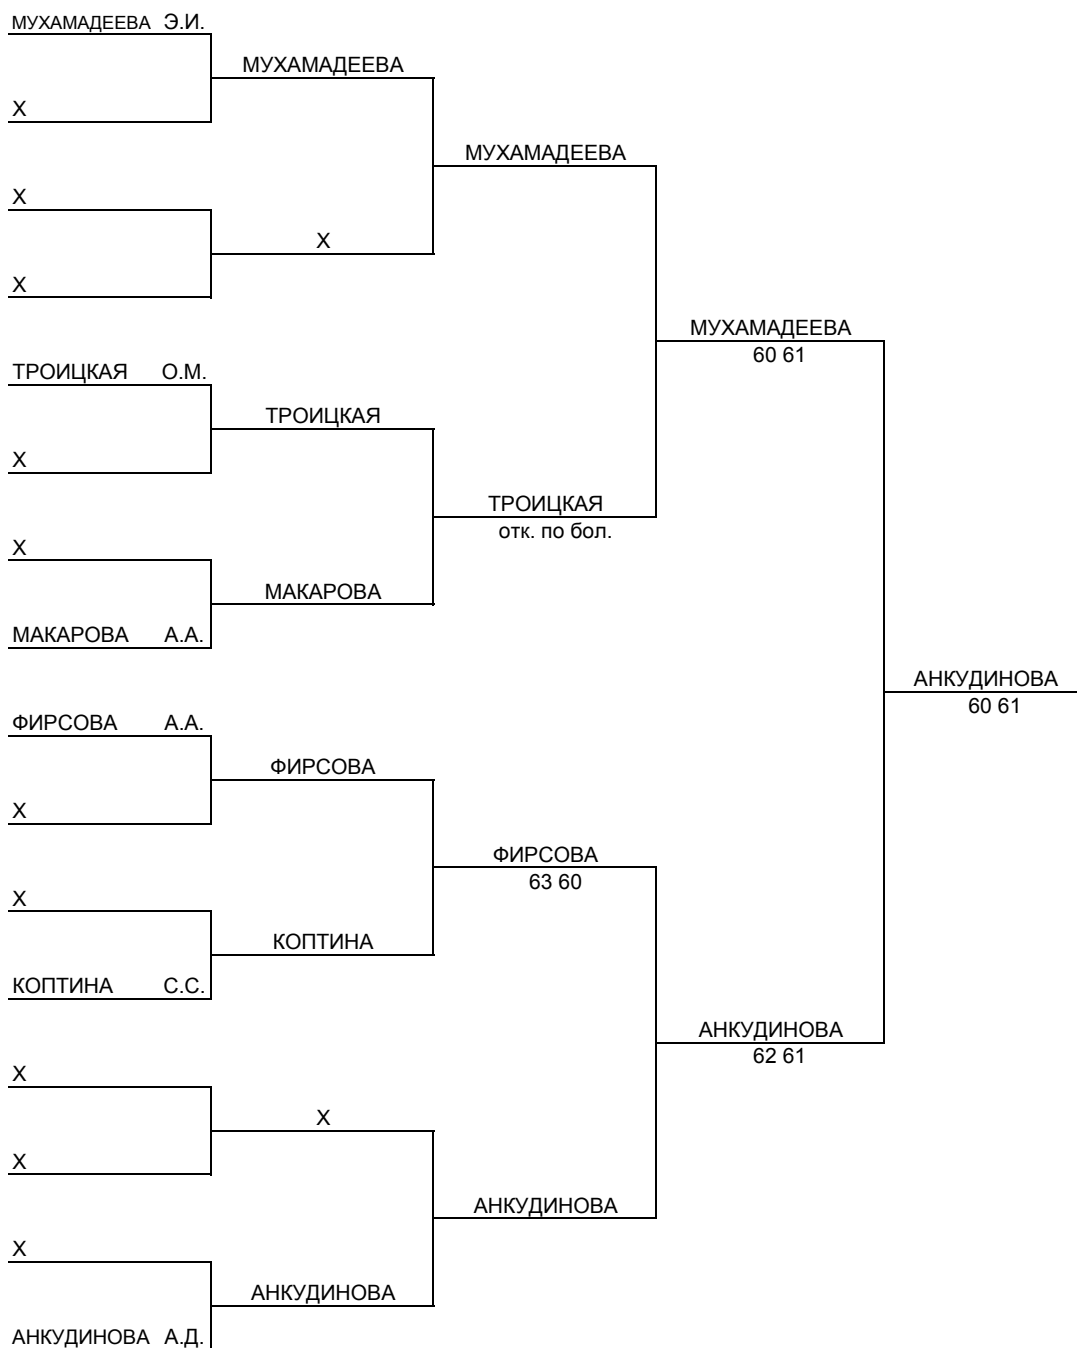 МУХАМАДЕЕВА Э.И.
МУХАМАДЕЕВА
X
МУХАМАДЕЕВА
X
X
X
МУХАМАДЕЕВА
60 61
ТРОИЦКАЯ О.М.
ТРОИЦКАЯ
X
ТРОИЦКАЯ
отк. по бол.
X
МАКАРОВА
МАКАРОВА А.А.
АНКУДИНОВА
60 61
ФИРСОВА А.А.
ФИРСОВА
X
ФИРСОВА
63 60
X
КОПТИНА
КОПТИНА С.С.
АНКУДИНОВА
62 61
X
X
X
АНКУДИНОВА
X
АНКУДИНОВА
АНКУДИНОВА А.Д.